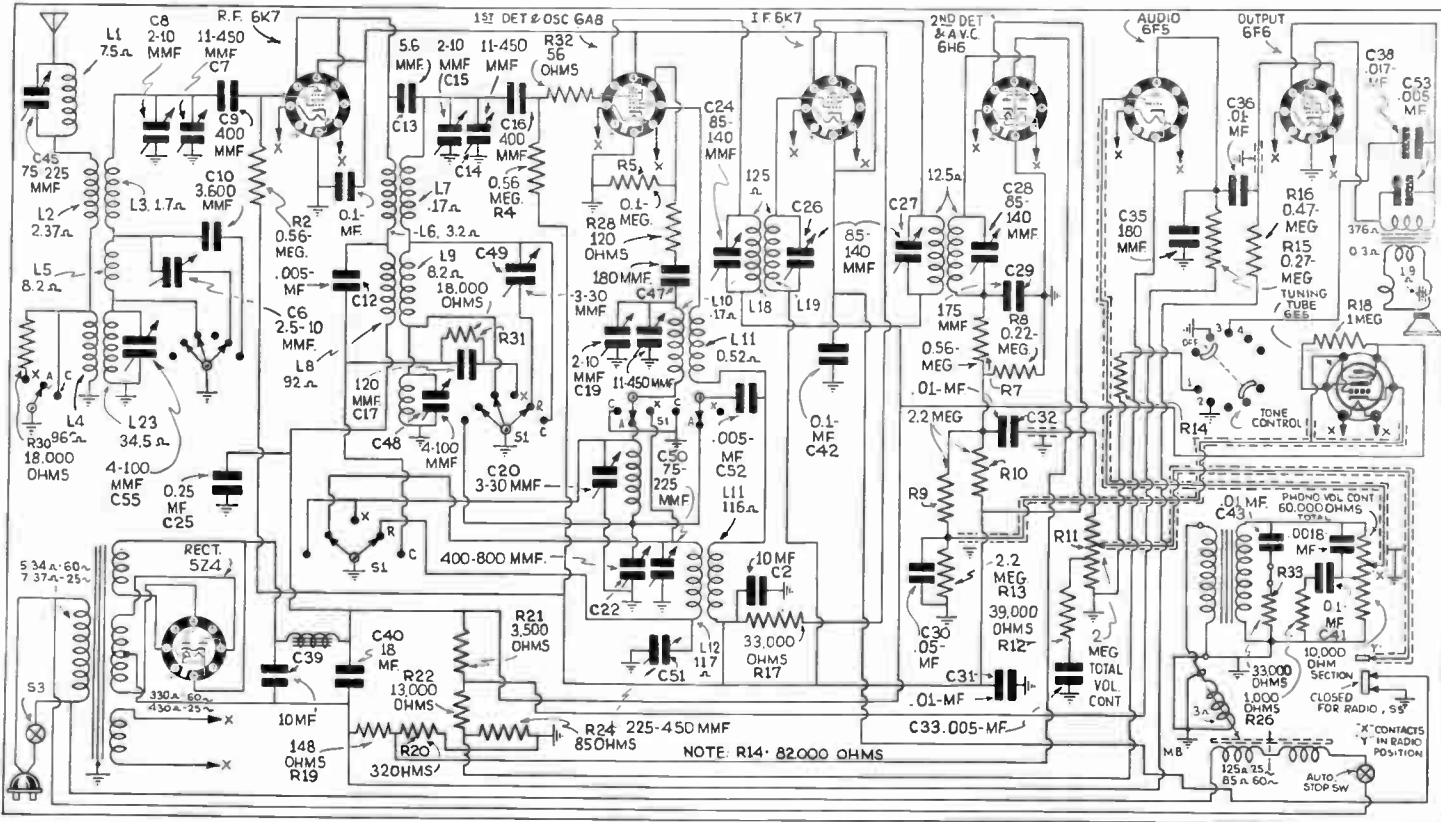 R.F. 6K7
1ST DET & OSC 6A8
I F 6K7
2ND DET
& A.V.C.
6H6
AUDIO
6F5
OUTPUT
6F6
C8
2-10
MMF
11-450
MMF
C7
L1
7.5Ω
C9
400
MMF
C10
3,600
MMF
C45
75 225
MMF
L2
2.37Ω
L3, 1.7Ω
R2
0.56-
MEG.
L5
8.2Ω
C6
2.5-10
MMF.
R30
18,000
OHMS
X
A
C
L4
96Ω
L23
34.5Ω
4-100
MMF
C55
0.25
MF
C25
0.1-
MF
.005-
MF
C12
L8
92Ω
5.6
MMF.
C13
2-10
MMF
C15
11-450
MMF
C14
C16
400
MMF
R32
56
OHMS
0.56
MEG.
R4
L7
.17Ω
L6, 3.2Ω
L9
8.2Ω
18,000
OHMS
C49
3-30
MMF
R31
120
MMF
C17
C48
4-100
MMF
X
R
S1
C
R5
0.1-
MEG.
R28
120
OHMS
180 MMF.
C47
L10
.17Ω
L11
0.52Ω
2-10
MMF
C19
11-450 MMF
C
A
S1
X
C
X
A
.005-
MF
C52
C50
75-
225
MMF
C20
3-30 MMF
L11
116Ω
400-800 MMF.
C22
10 MF
C2
33,000
OHMS
R17
L12
117
Ω
C51
225-450 MMF
X
R
C
S1
C24
85-
140
MMF
125
Ω
L18
L19
C26
85-
140
MMF
0.1-
MF
C42
C27
12.5Ω
C28
85-
140
MMF
C29
175
MMF
R8
0.22-
MEG.
0.56-
MEG
R7
.01-MF
2.2 MEG
C32
R10
R9
2.2
MEG.
R13
39,000
OHMS
R12
C30
.05-
MF
C31
.01-MF
C33.005-MF
R11
2
MEG
TOTAL
VOL.
CONT
C36
.01-
MF
C35
180
MMF
R16
0.47-
MEG
R15
0.27-
MEG
TUNING
TUBE
6E5
R18
1 MEG
C38
.017-
MF
C53
.005
MF
376Ω
0.3Ω
1.9
Ω
OFF
1
2
3
4
R14
TONE
CONTROL
.01 MF.
C43
PHONO VOL CONT
60,000 OHMS
TOTAL
.0018-
MF
R33
0.1-
MF
C41
10,000
OHM
SECTION
33,000
OHMS
1,000
OHMS
R26
CLOSED
FOR RADIO, S5
"X" CONTACTS
Y IN RADIO
POSITION
3Ω
MB
125Ω 25~
85Ω 60~
AUTO.
STOP SW
5.34Ω-60~
7.37Ω-25~
RECT.
5Z4
S3
330Ω-60~
430Ω-25~
X
X
C39
10 MF
C40
18
MF
148
OHMS
R19
R20
320HMS
R22
13,000
OHMS
R21
3,500
OHMS
R24
850HMS
NOTE: R14· 82,000 OHMS